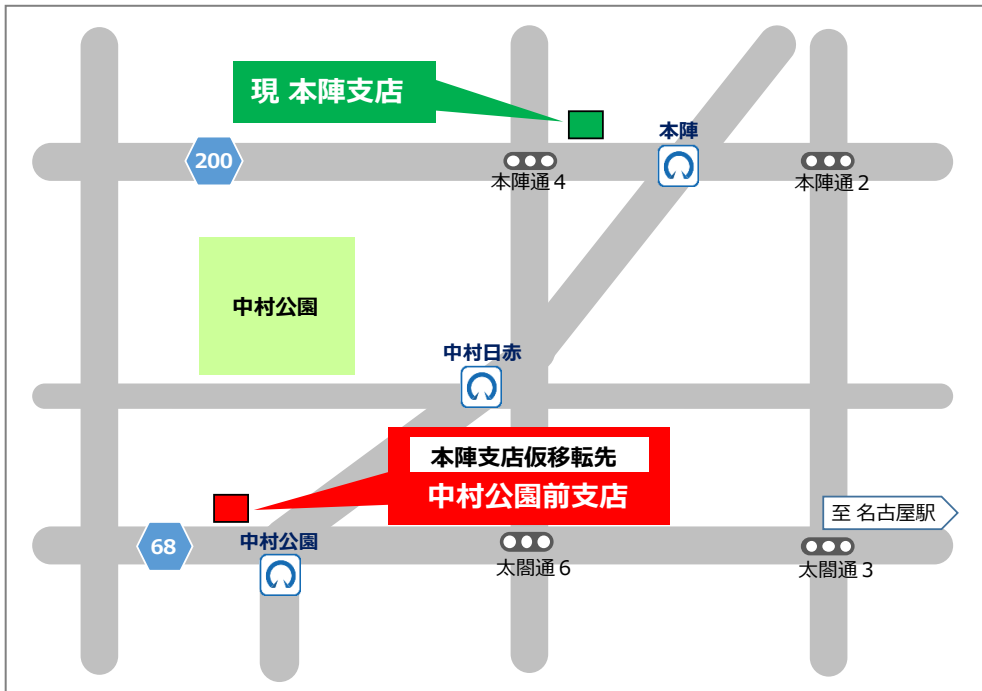 現 本陣支店
本陣
200
本陣通4
本陣通2
中村公園
中村日赤
本陣支店仮移転先
中村公園前支店
至 名古屋駅
68
中村公園
太閤通6
太閤通3